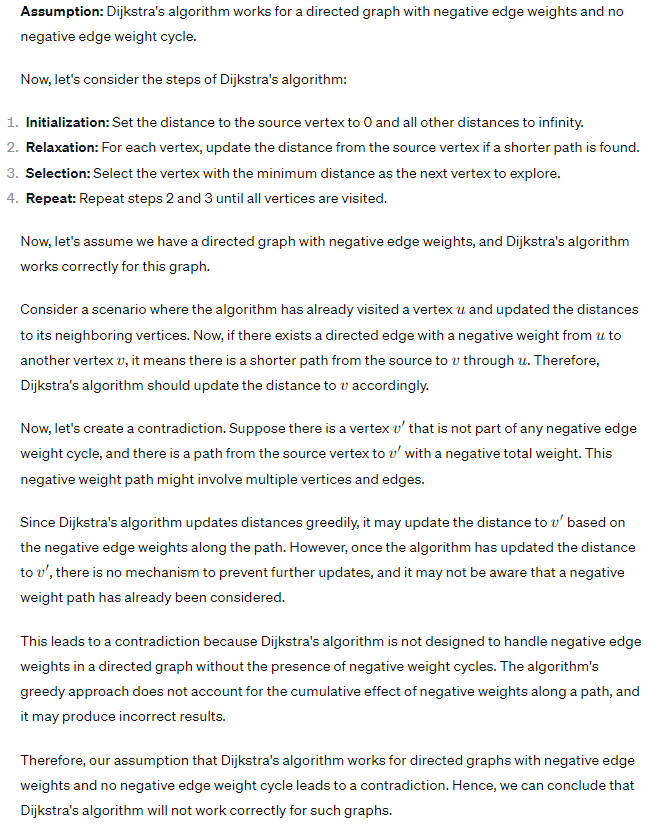 Assumption: Dijkstra's algorithm works for a directed graph with negative edge weights and no
negative edge weight cycle.
Now, let's consider the steps of Dijkstra's algorithm:
1. Initialization: Set the distance to the source vertex to 0 and all other distances to infinity.
2. Relaxation: For each vertex, update the distance from the source vertex if a shorter path is found.
3. Selection: Select the vertex with the minimum distance as the next vertex to explore.
4. Repeat: Repeat steps 2 and 3 until all vertices are visited.
Now, let's assume we have a directed graph with negative edge weights, and Dijkstra's algorithm
works correctly for this graph.
Consider a scenario where the algorithm has already visited a vertex u and updated the distances
to its neighboring vertices. Now, if there exists a directed edge with a negative weight from u to
another vertex v, it means there is a shorter path from the source to v through u. Therefore,
Dijkstra's algorithm should update the distance to v accordingly.
Now, let's create a contradiction. Suppose there is a vertex v′ that is not part of any negative edge
weight cycle, and there is a path from the source vertex to v′ with a negative total weight. This
negative weight path might involve multiple vertices and edges.
Since Dijkstra's algorithm updates distances greedily, it may update the distance to v′ based on
the negative edge weights along the path. However, once the algorithm has updated the distance
to v′, there is no mechanism to prevent further updates, and it may not be aware that a negative
weight path has already been considered.
This leads to a contradiction because Dijkstra's algorithm is not designed to handle negative edge
weights in a directed graph without the presence of negative weight cycles. The algorithm's
greedy approach does not account for the cumulative effect of negative weights along a path, and
it may produce incorrect results.
Therefore, our assumption that Dijkstra's algorithm works for directed graphs with negative edge
weights and no negative edge weight cycle leads to a contradiction. Hence, we can conclude that
Dijkstra's algorithm will not work correctly for such graphs.